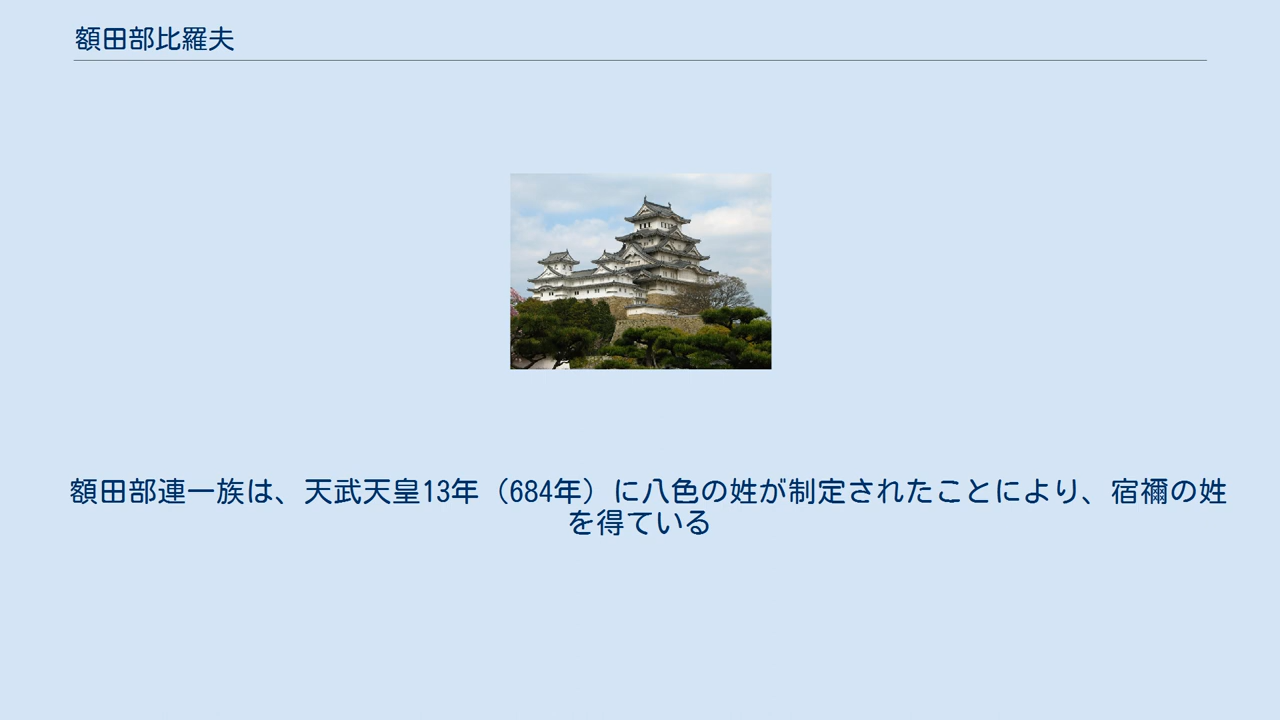 額田部比羅夫
額田部連一族は、天武天皇13年（684年）に八色の姓が制定されたことにより、宿禰の姓
を得ている